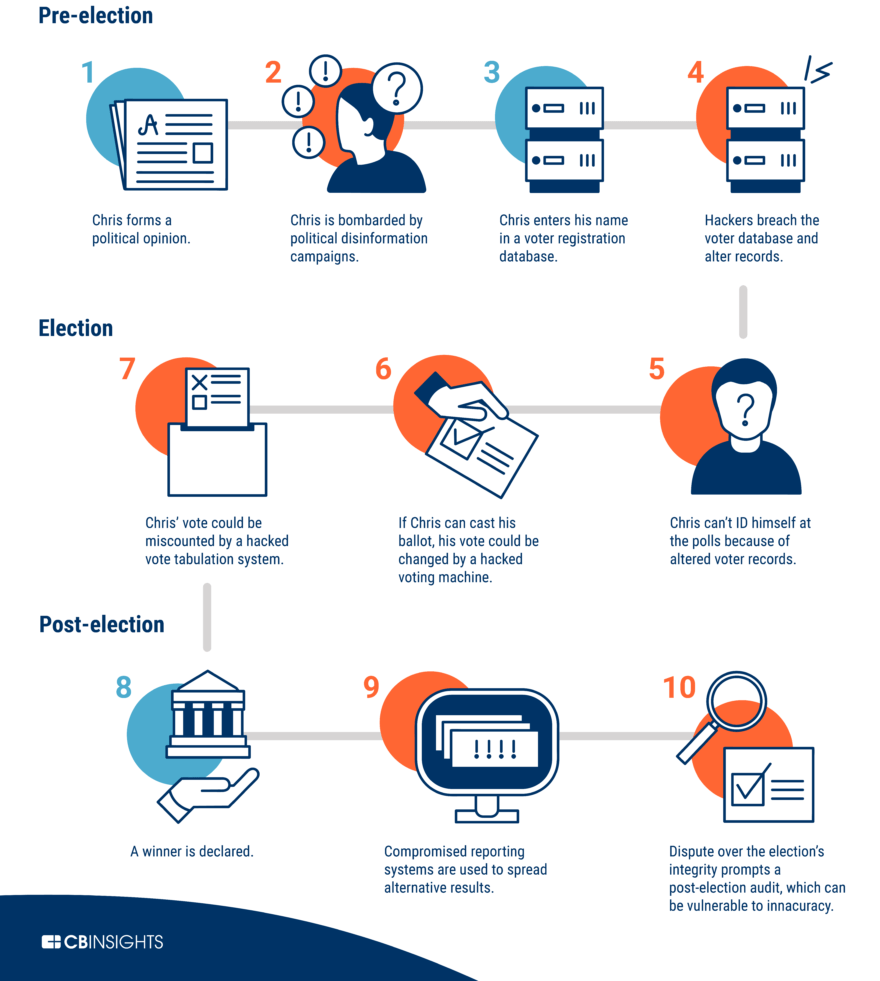 Pre-election
1
Chris forms a
political opinion.
2
Chris is bombarded by
political disinformation
campaigns.
3
Chris enters his name
in a voter registration
database.
4
Hackers breach the
voter database and
alter records.
Election
7
Chris' vote could be
miscounted by a hacked
vote tabulation system.
6
If Chris can cast his
ballot, his vote could be
changed by a hacked
voting machine.
5
Chris can't ID himself at
the polls because of
altered voter records.
Post-election
8
A winner is declared.
9
Compromised reporting
systems are used to spread
alternative results.
10
Dispute over the election's
integrity prompts a
post-election audit, which can
be vulnerable to innacuracy.
CBINSIGHTS